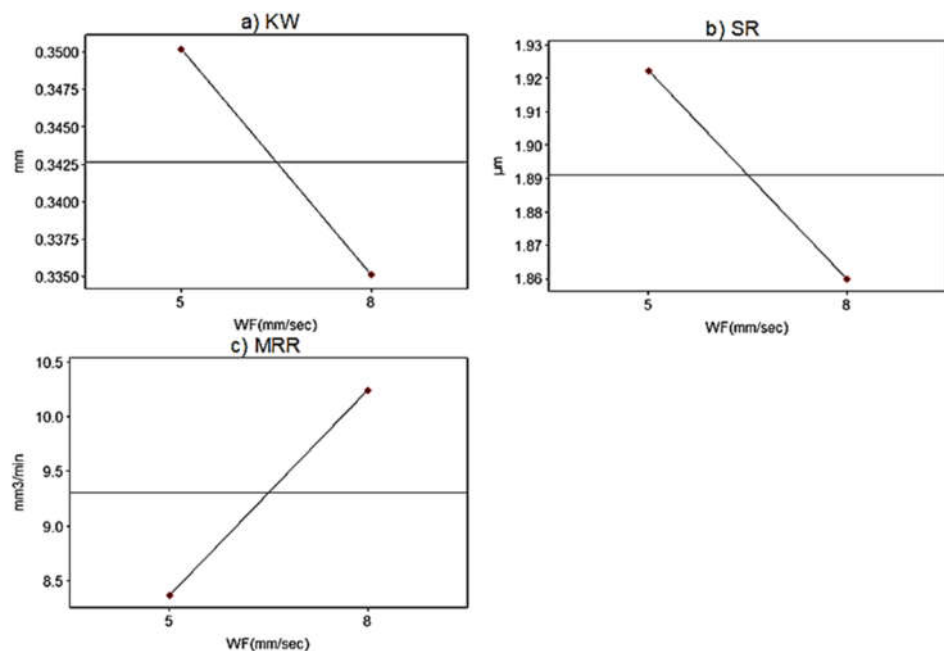 a) KW
0.3500
0.3475
0.3450
0.3425
0.3400
0.3375
0.3350
mm
5 8
WF(mm/sec)
b) SR
1.93
1.92
1.91
1.90
1.89
1.88
1.87
1.86
µm
5 8
WF(mm/sec)
c) MRR
10.5
10.0
9.5
9.0
8.5
mm3/min
5 8
WF(mm/sec)